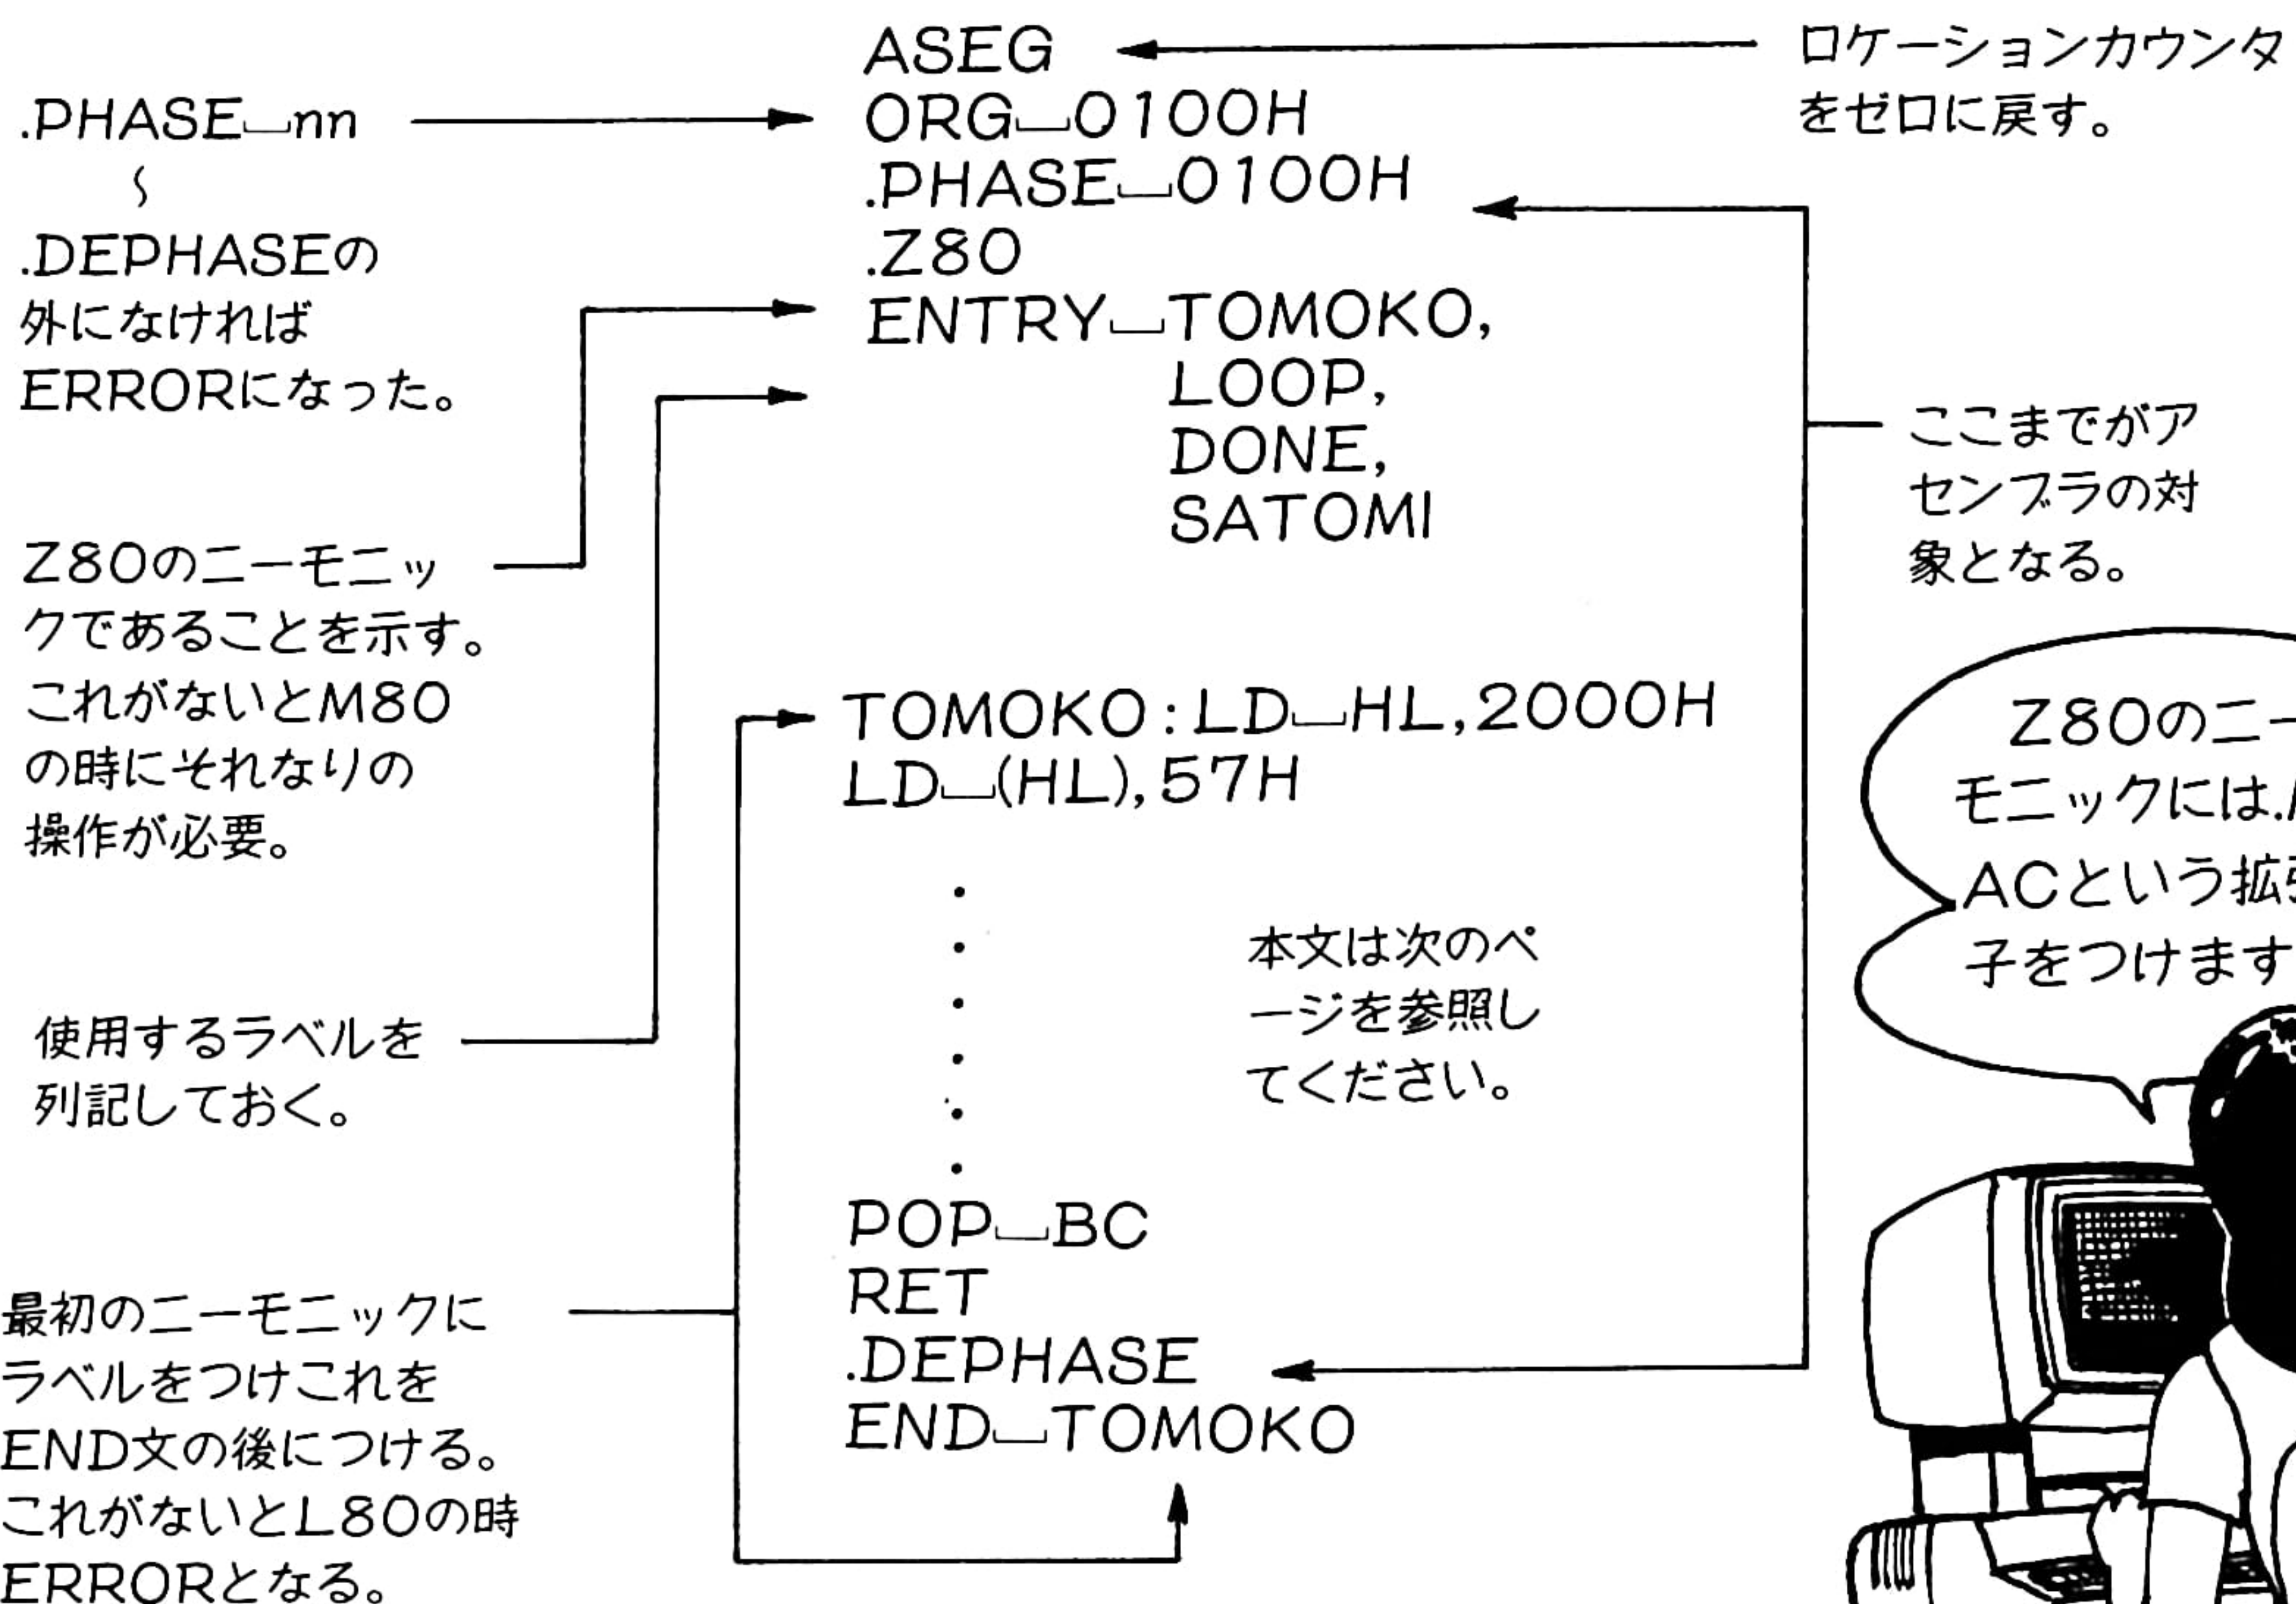 .PHASE⎵nn
〜
.DEPHASEの
外になければ
ERRORになった。
Z80のニーモニッ
クであることを示す。
これがないとM80
の時にそれなりの
操作が必要。
使用するラベルを
列記しておく。
最初のニーモニックに
ラベルをつけこれを
END文の後につける。
これがないとL80の時
ERRORとなる。
ASEG
ORG⎵0100H
.PHASE⎵0100H
.Z80
ENTRY⎵TOMOKO,
LOOP,
DONE,
SATOMI
TOMOKO:LD⎵HL,2000H
LD⎵(HL),57H
・
・
・
・
・
・
本文は次のペ
ージを参照し
てください。
POP⎵BC
RET
.DEPHASE
END⎵TOMOKO
ロケーションカウンタ
をゼロに戻す。
ここまでがア
センブラの対
象となる。
Z80のニー
モニックには.
ACという拡
子をつけます